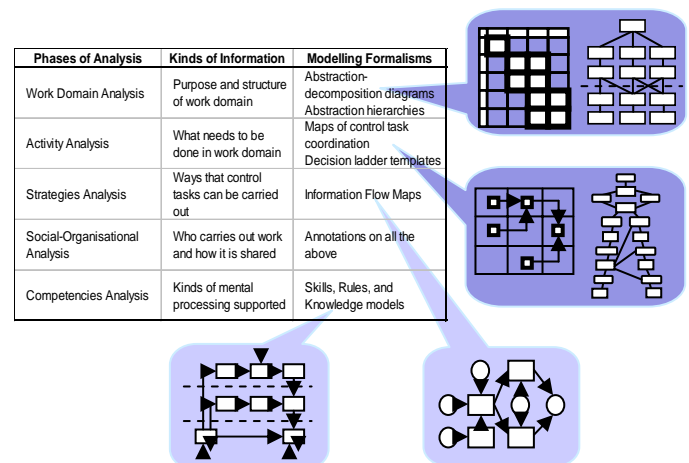 Phases of Analysis Kinds of Information Modelling Formalisms
Work Domain Analysis
Purpose and structure
of work domain
Abstraction-
decomposition diagrams
Abstraction hierarchies
Activity Analysis
What needs to be
done in work domain
Maps of control task
coordination
Decision ladder templates
Strategies Analysis
Ways that control
tasks can be carried
out
Information Flow Maps
Social-Organisational
Analysis
Who carries out work
and how it is shared
Annotations on all the
above
Competencies Analysis
Kinds of mental
processing supported
Skills, Rules, and
Knowledge models